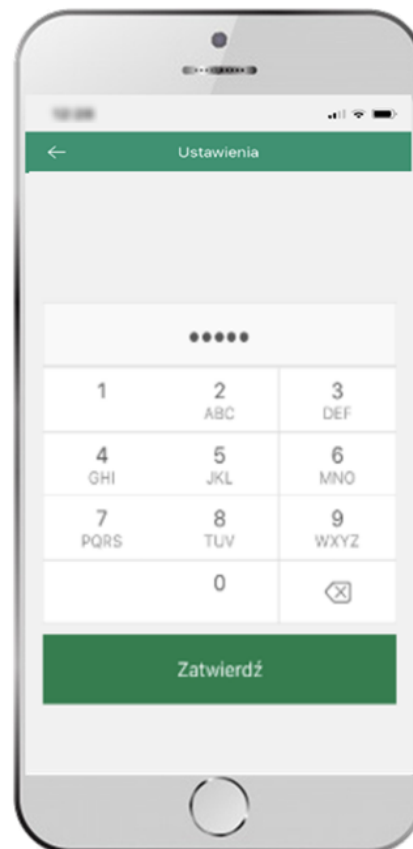 Ustawienia
●●●●●
1 2 3
ABC DEF
4 5 6
GHI JKL MNO
7 8 9
PQRS TUV WXYZ
0
Zatwierdź